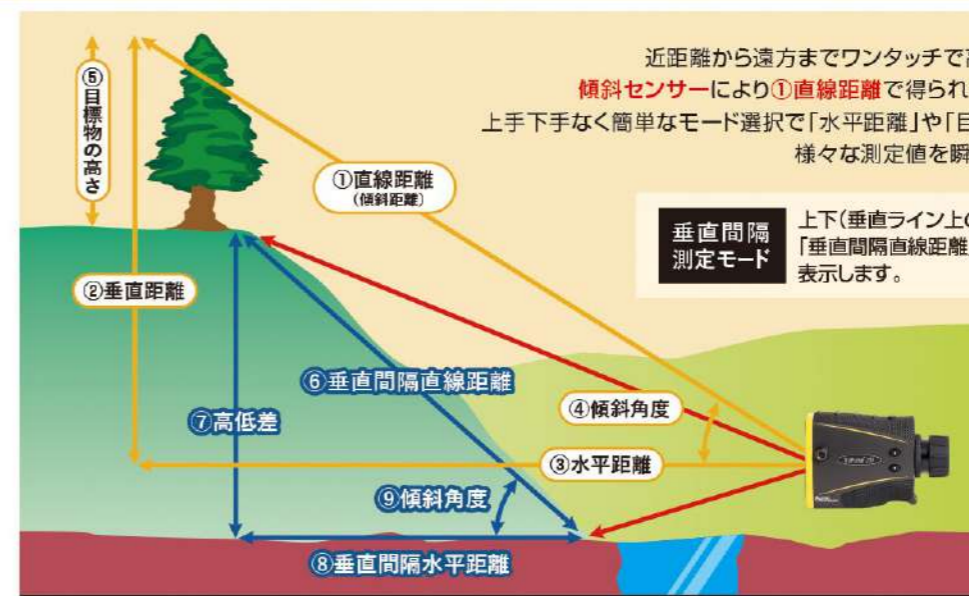 近距離から遠方までワンタッチで
傾斜センサーにより①直線距離で得られ
上手下手なく簡単なモード選択で「水平距離」や「目
様々な測定値を瞬
⑤目標物の高さ
①直線距離
(傾斜距離)
垂直間隔
測定モード
上下(垂直ライン上の
「垂直間隔直線距離」
表示します。
②垂直距離
⑥垂直間隔直線距離
⑦高低差
④傾斜角度
③水平距離
⑨傾斜角度
⑧垂直間隔水平距離